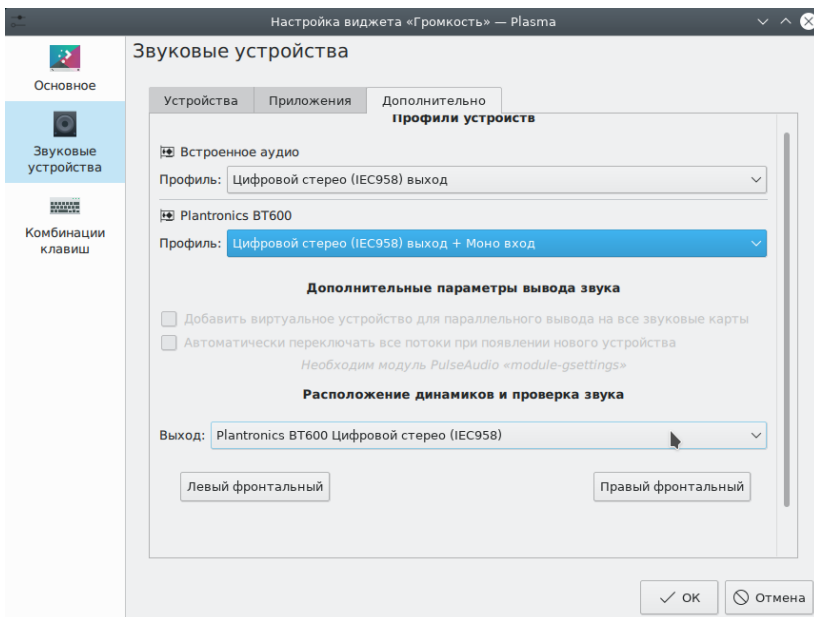 Настройка виджета «Громкость» — Plasma
Основное
Звуковые
устройства
Комбинации
клавиш
Звуковые устройства
Устройства
Приложения
Дополнительно
Профили устройств
Встроенное аудио
Профиль: Цифровой стерео (IEC958) выход
Plantronics BT600
Профиль: Цифровой стерео (IEC958) выход + Моно вход
Дополнительные параметры вывода звука
Добавить виртуальное устройство для параллельного вывода на все звуковые карты
Автоматически переключать все потоки при появлении нового устройства
Необходим модуль PulseAudio «module-gsettings»
Расположение динамиков и проверка звука
Выход: Plantronics BT600 Цифровой стерео (IEC958)
Левый фронтальный
Правый фронтальный
ОК
Отмена